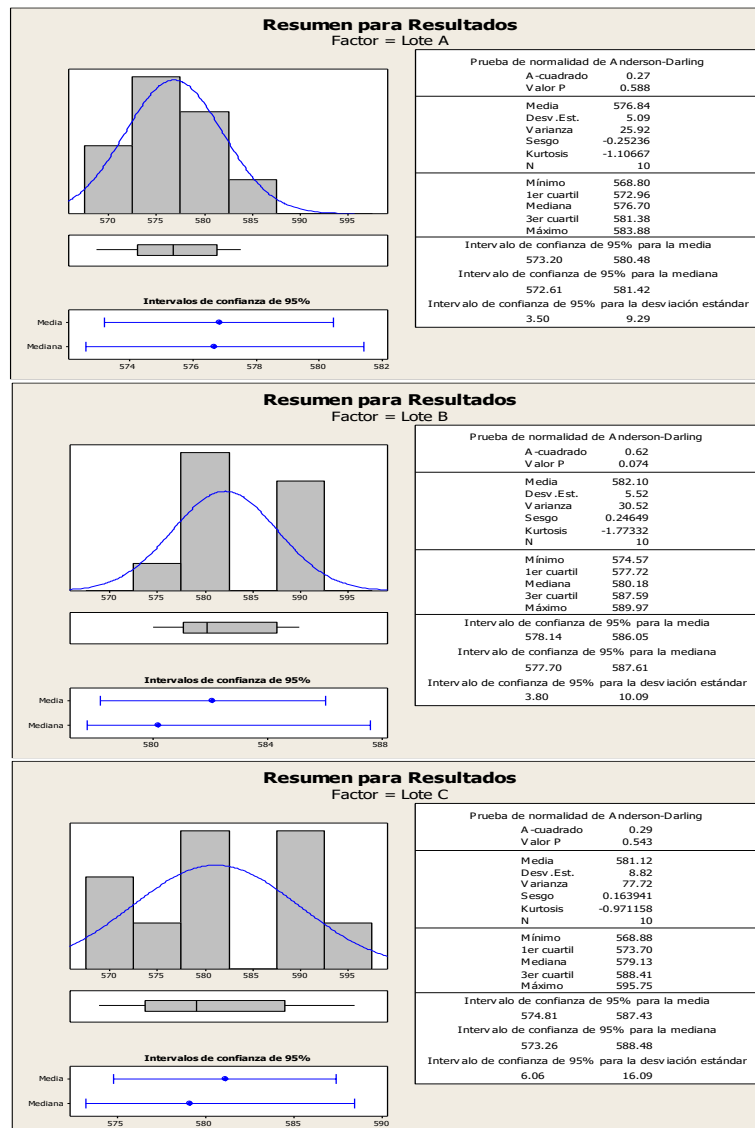 Resumen para Resultados
Factor = Lote A
570 575 580 585 590 595
Intervalos de confianza de 95%
Media
Mediana
574 576 578 580 582
Prueba de normalidad de Anderson-Darling
A-cuadrado 0.27
Valor P 0.588
Media 576.84
Desv.Est. 5.09
Varianza 25.92
Sesgo -0.25236
Kurtosis -1.10667
N 10
Mínimo 568.80
1er cuartil 572.96
Mediana 576.70
3er cuartil 581.38
Máximo 583.88
Intervalo de confianza de 95% para la media
573.20 580.48
Intervalo de confianza de 95% para la mediana
572.61 581.42
Intervalo de confianza de 95% para la desviación estándar
3.50 9.29
Resumen para Resultados
Factor = Lote B
570 575 580 585 590 595
Intervalos de confianza de 95%
Media
Mediana
580 584 588
Prueba de normalidad de Anderson-Darling
A-cuadrado 0.62
Valor P 0.074
Media 582.10
Desv.Est. 5.52
Varianza 30.52
Sesgo 0.24649
Kurtosis -1.77332
N 10
Mínimo 574.57
1er cuartil 577.72
Mediana 580.18
3er cuartil 587.59
Máximo 589.97
Intervalo de confianza de 95% para la media
578.14 586.05
Intervalo de confianza de 95% para la mediana
577.70 587.61
Intervalo de confianza de 95% para la desviación estándar
3.80 10.09
Resumen para Resultados
Factor = Lote C
570 575 580 585 590 595
Intervalos de confianza de 95%
Media
Mediana
575 580 585 590
Prueba de normalidad de Anderson-Darling
A-cuadrado 0.29
Valor P 0.543
Media 581.12
Desv.Est. 8.82
Varianza 77.72
Sesgo 0.163941
Kurtosis -0.971158
N 10
Mínimo 568.88
1er cuartil 573.70
Mediana 579.13
3er cuartil 588.41
Máximo 595.75
Intervalo de confianza de 95% para la media
574.81 587.43
Intervalo de confianza de 95% para la mediana
573.26 588.48
Intervalo de confianza de 95% para la desviación estándar
6.06 16.09